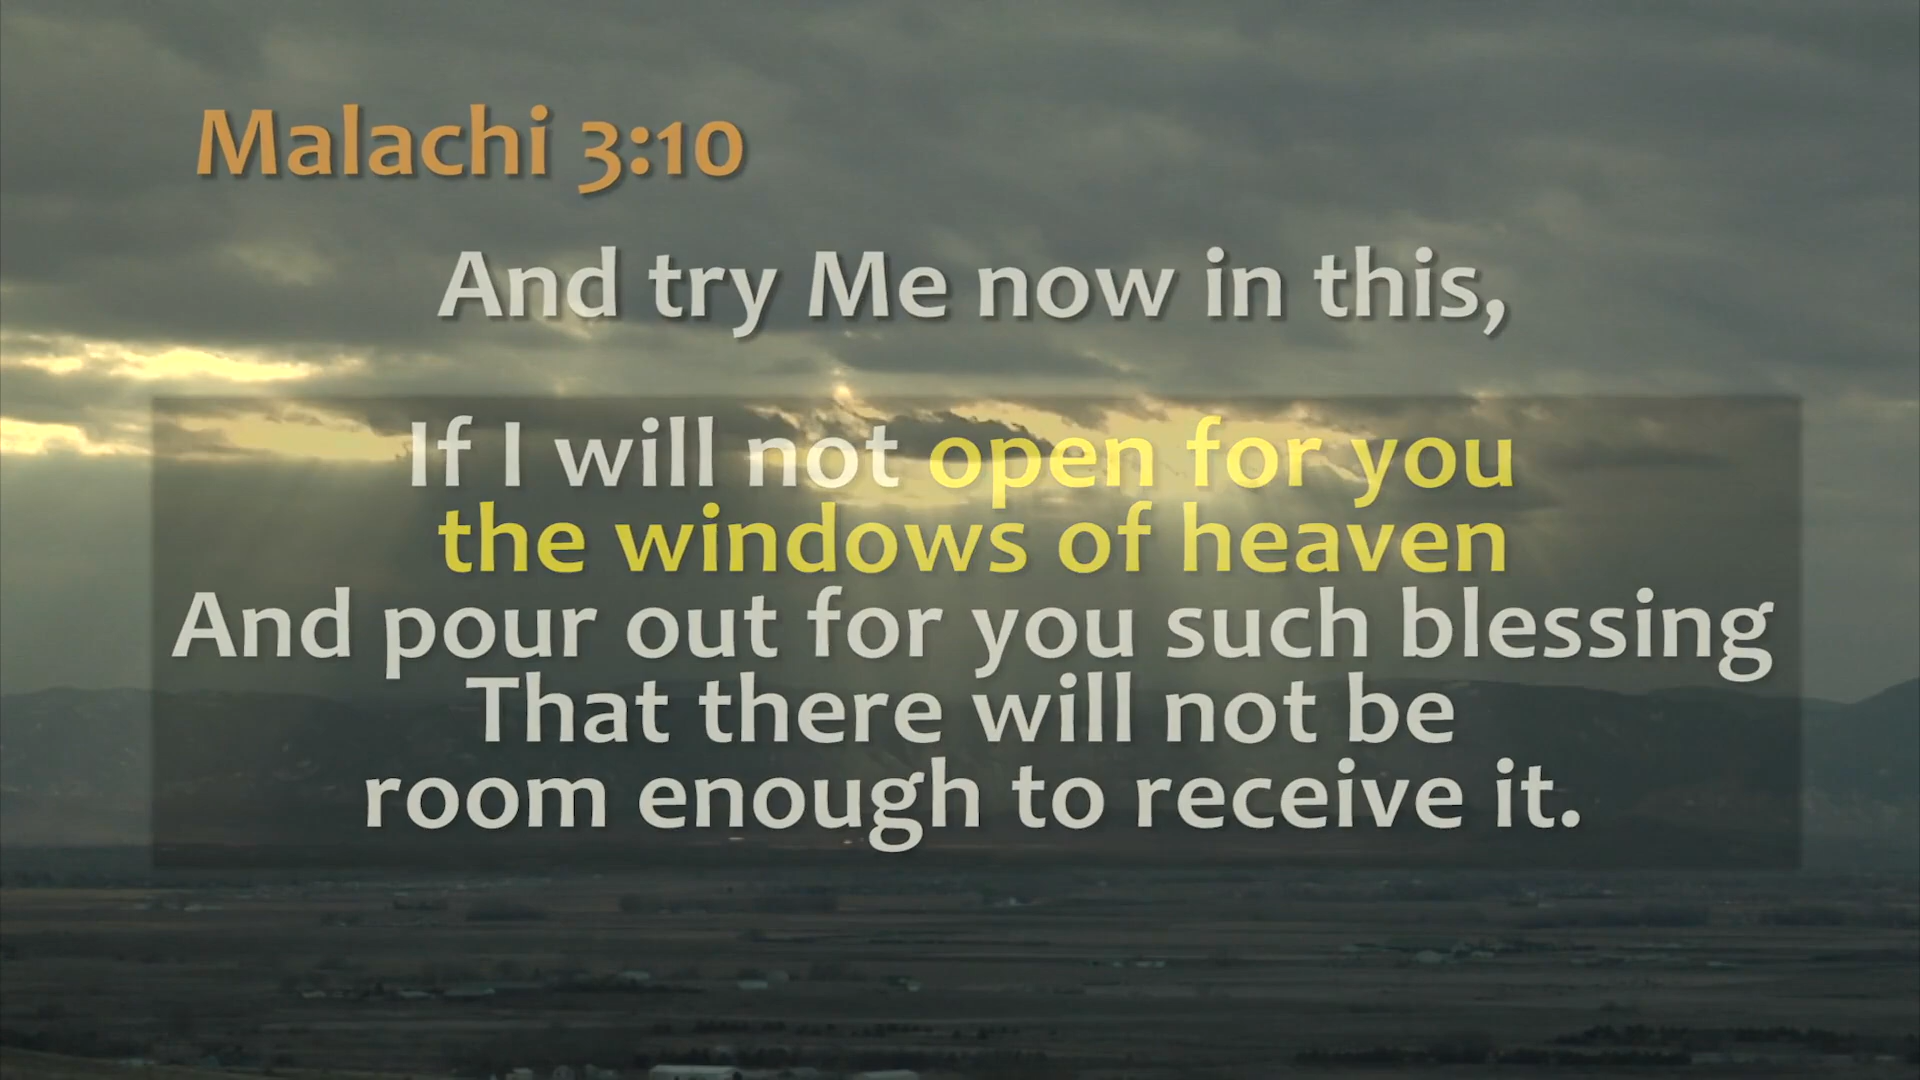 Malachi 3:10
And try Me now in this,
If I will not open for you
the windows of heaven
And pour out for you such blessing
That there will not be
room enough to receive it.